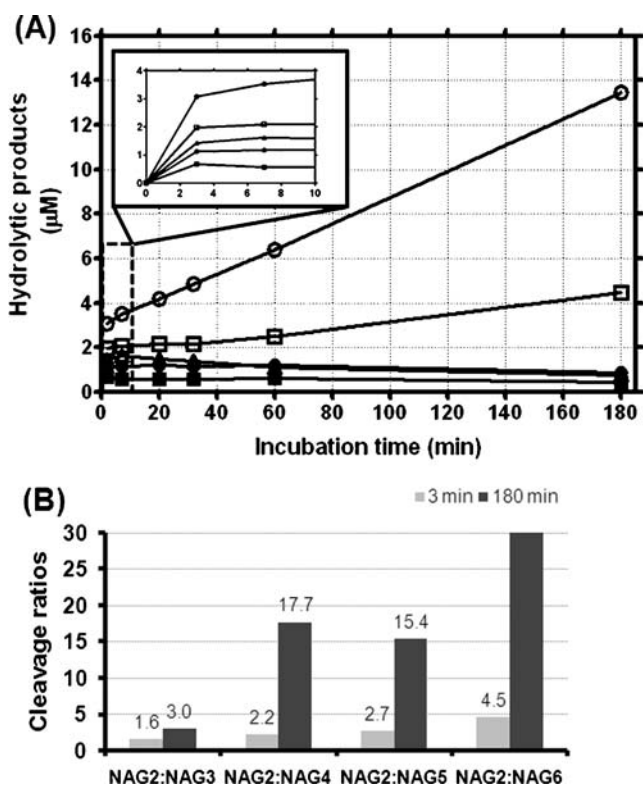 (A)
16
14
12
10
8
6
4
2
0
Hydrolytic products
(µM)
4
3
2
1
0
0 2 4 6 8 10
0 20 40 60 80 100 120 140 160 180
Incubation time (min)
(B)
3 min 180 min
30
25
20
15
10
5
0
Cleavage ratios
1.6 3.0 2.2 17.7 2.7 15.4 4.5
NAG2:NAG3 NAG2:NAG4 NAG2:NAG5 NAG2:NAG6